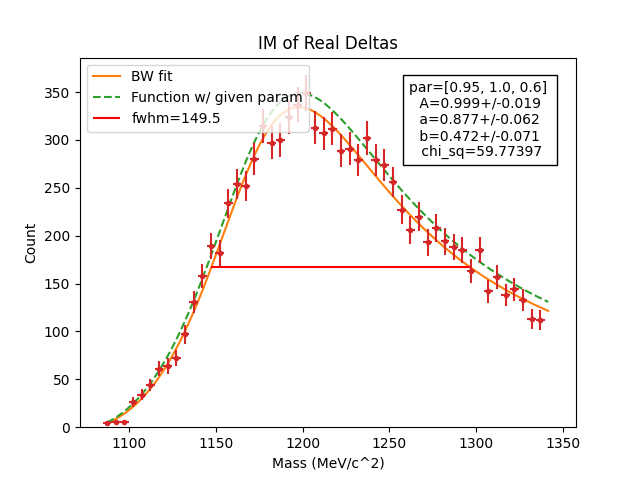 IM of Real Deltas
BW fit
Function w/ given param
fwhm=149.5
par=[0.95, 1.0, 0.6]
A=0.999+/-0.019
a=0.877+/-0.062
b=0.472+/-0.071
chi_sq=59.77397
Count
350
300
250
200
150
100
50
0
1100
1150
1200
1250
1300
1350
Mass (MeV/c^2)